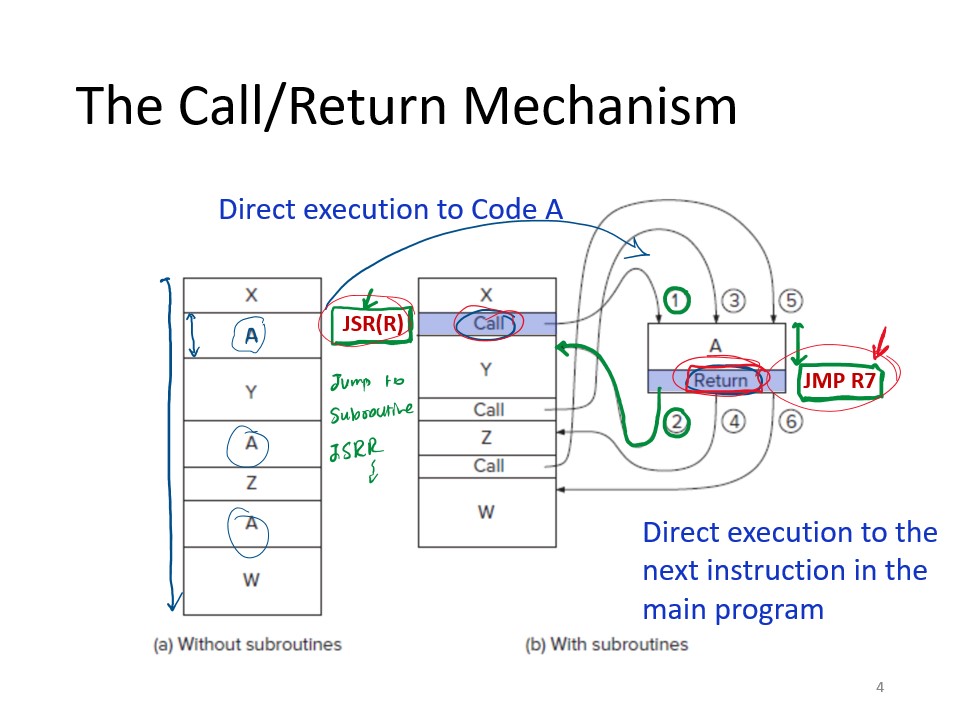 The Call/Return Mechanism
Direct execution to Code A
X
A
Y
A
Z
A
W
(a) Without subroutines
JSR(R)
Jump to
Subroutine
JSRR
X
Call
Y
Call
Z
Call
W
(b) With subroutines
1 3 5
A
Return
JMP R7
2 4 6
Direct execution to the
next instruction in the
main program
4